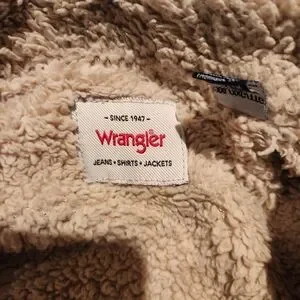 - SINCE 1947 -
Wrangler
JEANS • SHIRTS • JACKETS